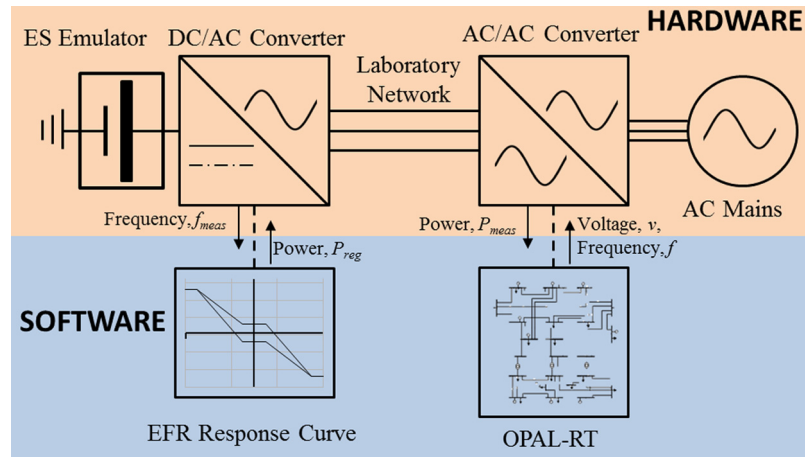 HARDWARE
ES Emulator
DC/AC Converter
AC/AC Converter
Laboratory
Network
AC Mains
Frequency, fmeas
Power, Preg
Power, Pmeas
Voltage, v,
Frequency, f
SOFTWARE
EFR Response Curve
OPAL-RT